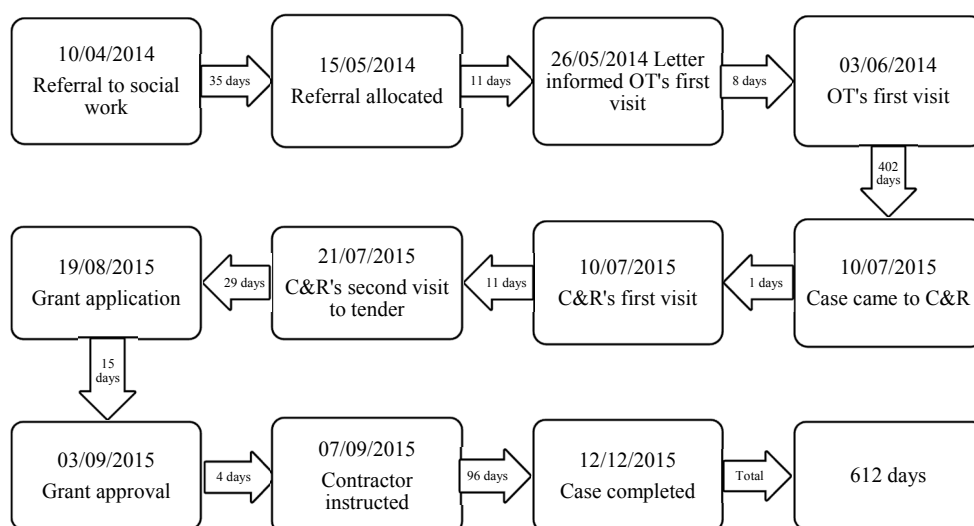 10/04/2014
Referral to social
work
35 days
15/05/2014
Referral allocated
11 days
26/05/2014 Letter
informed OT's first
visit
8 days
03/06/2014
OT's first visit
402
days
10/07/2015
Case came to C&R
1 days
10/07/2015
C&R's first visit
11 days
21/07/2015
C&R's second visit
to tender
29 days
19/08/2015
Grant application
15
days
03/09/2015
Grant approval
4 days
07/09/2015
Contractor
instructed
96 days
12/12/2015
Case completed
Total
612 days